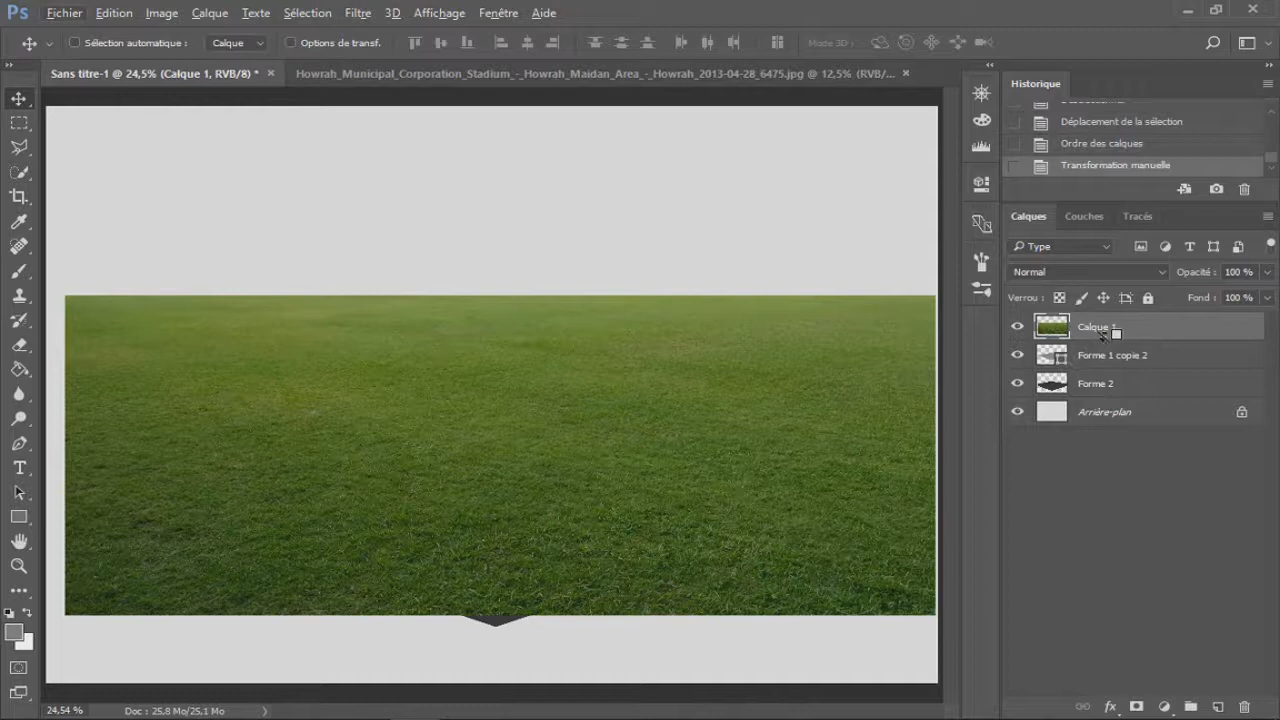 Ps Fichier Edition Image Calque Texte Sélection Filtre 3D Affichage Fenêtre Aide
Sélection automatique : Calque Options de transf. Mode 3D :
Sans titre-1 @ 24,5% (Calque 1, RVB/8) * Howrah_Municipal_Corporation_Stadium_-_Howrah_Maidan_Area_-_Howrah_2013-04-28_6475.jpg @ 12,5% (RVB/...
Historique
Déplacement de la sélection
Ordre des calques
Transformation manuelle
Calques Couches Tracés
Type
Normal Opacité : 100 %
Verrou : Fond : 100 %
Calque 1
Forme 1 copie 2
Forme 2
Arrière-plan
24,54 % Doc : 25,8 Mo/25,1 Mo